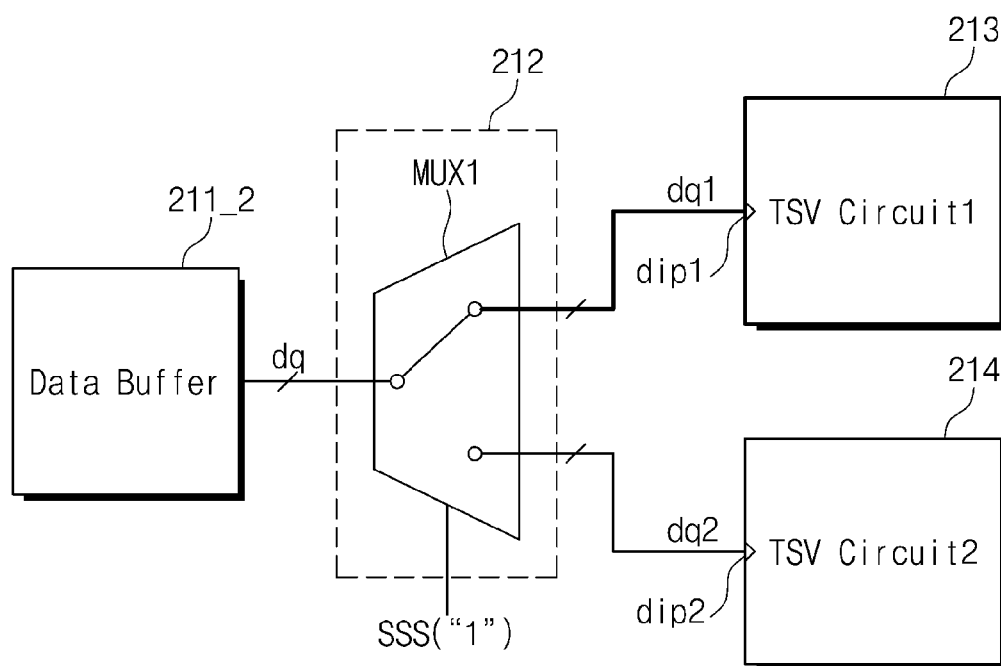 213
212
MUX1
211_2
dq1
TSV Circuit1
dip1
dq
Data Buffer
214
dq2
TSV Circuit2
dip2
SSS("1")